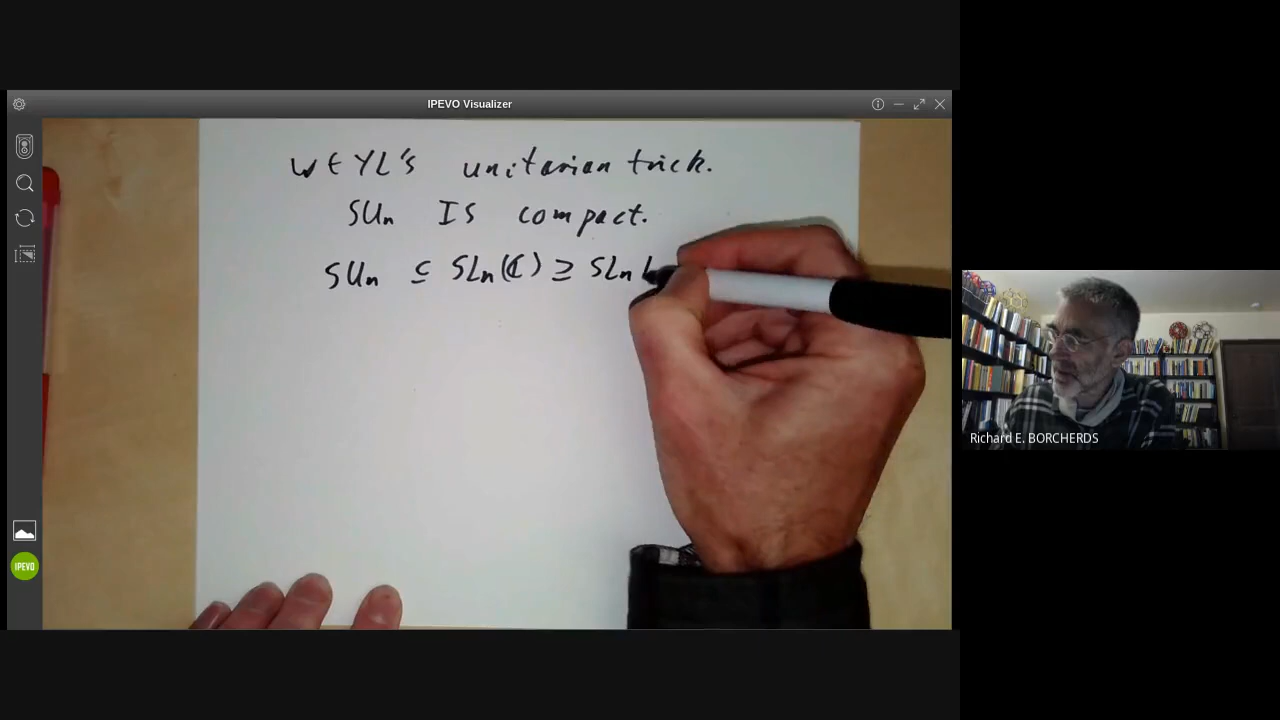 IPEVO Visualizer
WEYL's unitarian trick.
SUn IS compact.
SUn ⊆ SLn(ℂ) ⊇ SLn
IPEVO
Richard E. BORCHERDS